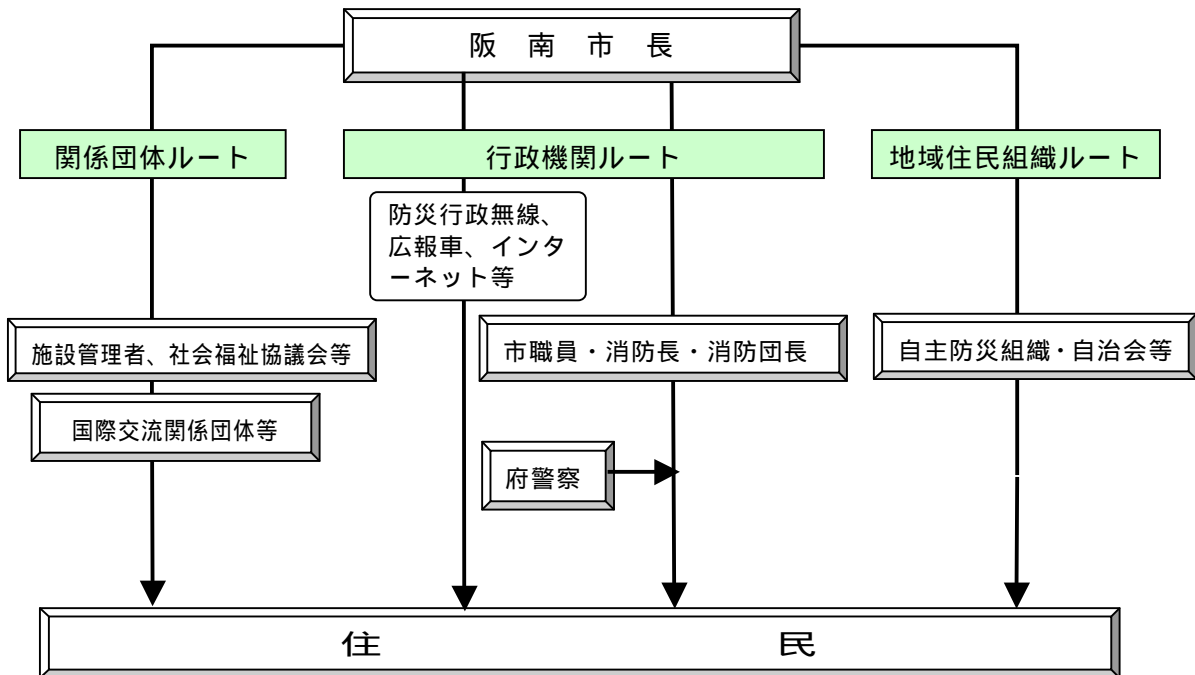 阪南市長
関係団体ルート
行政機関ルート
地域住民組織ルート
防災行政無線、
広報車、インタ
ーネット等
施設管理者、社会福祉協議会等
市職員・消防長・消防団長
自主防災組織・自治会等
国際交流関係団体等
府警察
住民